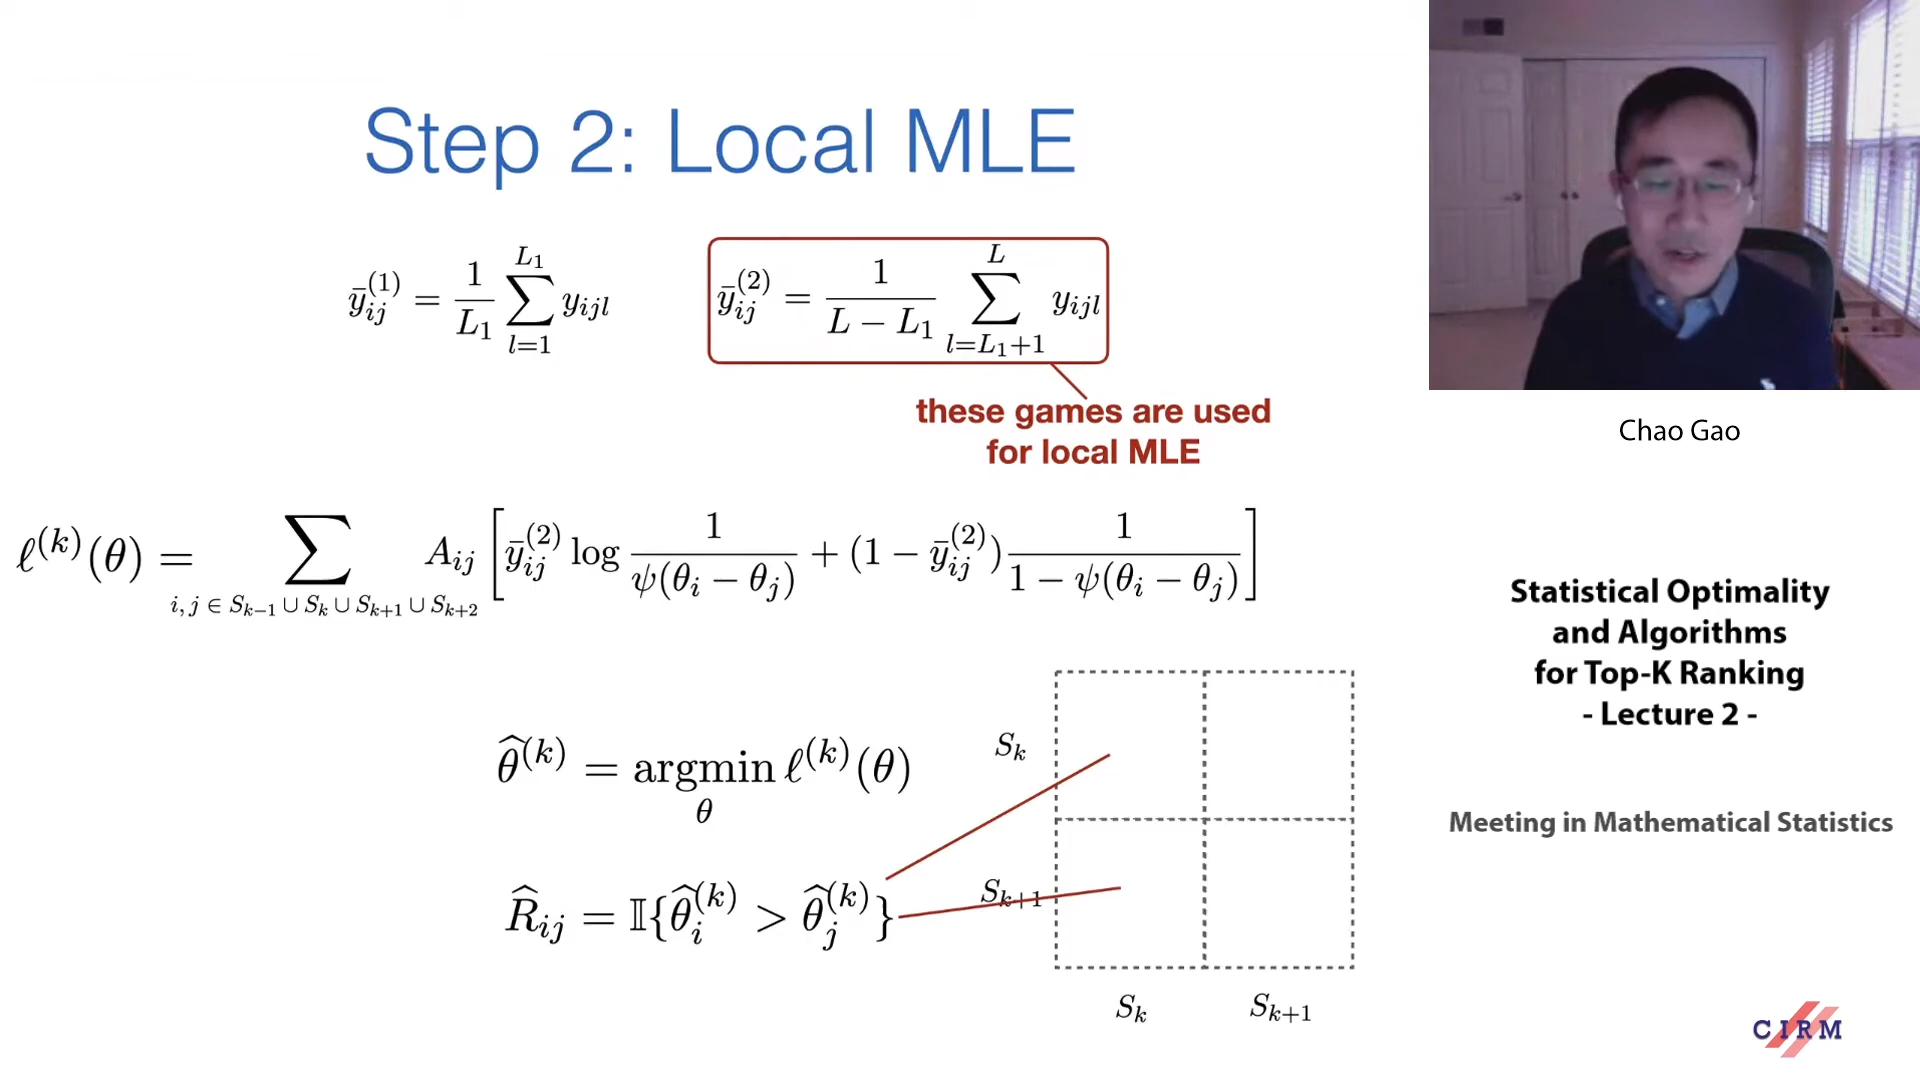 Step 2: Local MLE
ȳ_{ij}^{(1)} = \frac{1}{L_1} \sum_{l=1}^{L_1} y_{ijl}
ȳ_{ij}^{(2)} = \frac{1}{L - L_1} \sum_{l=L_1+1}^{L} y_{ijl}
these games are used
for local MLE
ℓ^{(k)}(θ) = \sum_{i,j ∈ S_{k-1} ∪ S_k ∪ S_{k+1} ∪ S_{k+2}} A_{ij} [ȳ_{ij}^{(2)} log \frac{1}{ψ(θ_i − θ_j)} + (1 − ȳ_{ij}^{(2)}) \frac{1}{1 − ψ(θ_i − θ_j)}]
\hat{θ}^{(k)} = argmin_θ ℓ^{(k)}(θ)
\hat{R}_{ij} = 𝕀{\hat{θ}_i^{(k)} > \hat{θ}_j^{(k)}}
S_k
S_{k+1}
S_k S_{k+1}
Chao Gao
Statistical Optimality
and Algorithms
for Top-K Ranking
- Lecture 2 -
Meeting in Mathematical Statistics
CIRM